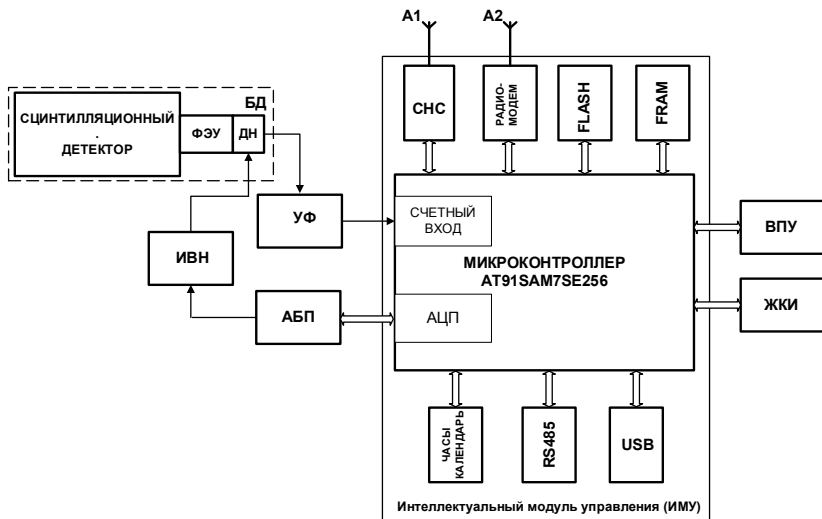 А1
А2
СНС
РАДИО-
МОДЕМ
FLASH
FRAM
БД
СЦИНТИЛЛЯЦИОННЫЙ
.
ДЕТЕКТОР
ФЭУ
ДН
УФ
СЧЕТНЫЙ
ВХОД
МИКРОКОНТРОЛЛЕР
AT91SAM7SE256
ВПУ
ИВН
АБП
АЦП
ЖКИ
ЧАСЫ
КАЛЕНДАРЬ
RS485
USB
Интеллектуальный модуль управления (ИМУ)